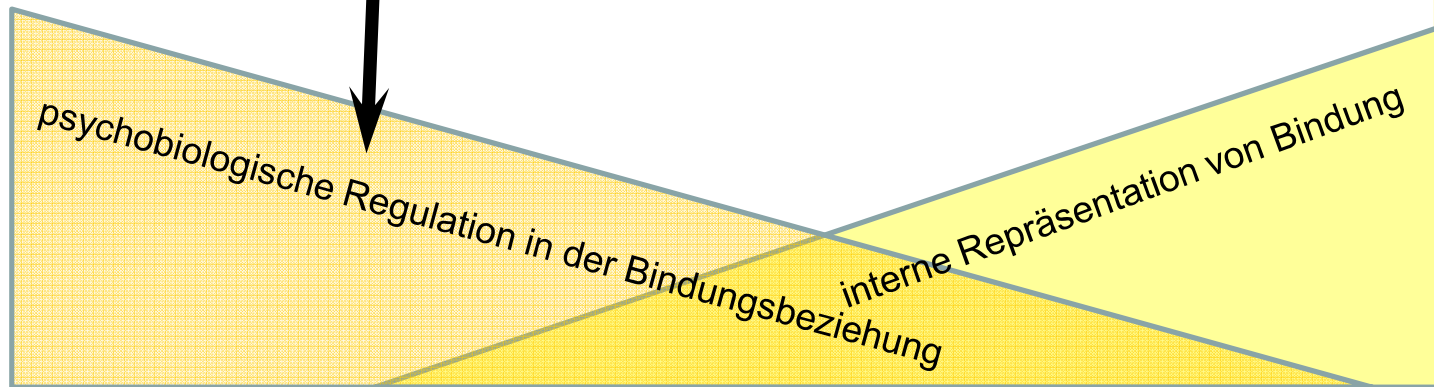 psychobiologische Regulation in der Bindungsbeziehung
interne Repräsentation von Bindung